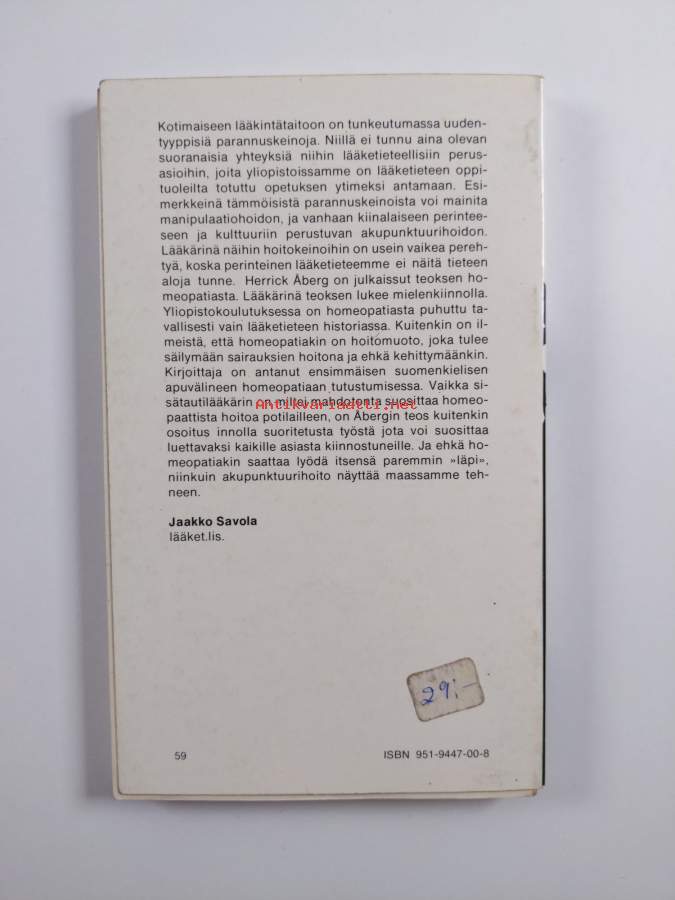 Kotimaiseen lääkintätaitoon on tunkeutumassa uuden-
tyyppisiä parannuskeinoja. Niillä ei tunnu aina olevan
suoranaisia yhteyksiä niihin lääketieteellisiin perus-
asioihin, joita yliopistoissamme on lääketieteen oppi-
tuoleilta totuttu opetuksen ytimeksi antamaan. Esi-
merkkeinä tämmöisistä parannuskeinoista voi mainita
manipulaatiohoidon, ja vanhaan kiinalaiseen perintee-
seen ja kulttuuriin perustuvan akupunktuurihoidon.
Lääkärinä näihin hoitokeinoihin on usein vaikea pereh-
tyä, koska perinteinen lääketieteemme ei näitä tieteen
aloja tunne. Herrick Åberg on julkaissut teoksen ho-
meopatiasta. Lääkärinä teoksen lukee mielenkiinnolla.
Yliopistokoulutuksessa on homeopatiasta puhuttu ta-
vallisesti vain lääketieteen historiassa. Kuitenkin on il-
meistä, että homeopatiakin on hoitomuoto, joka tulee
säilymään sairauksien hoitona ja ehkä kehittymäänkin.
Kirjoittaja on antanut ensimmäisen suomenkielisen
apuvälineen homeopatiaan tutustumisessa. Vaikka si-
sätautilääkärin on miltei mahdotonta suosittaa homeo-
Antikvariaatti.net
paattista hoitoa potilailleen, on Åbergin teos kuitenkin
osoitus innolla suoritetusta työstä jota voi suosittaa
luettavaksi kaikille asiasta kiinnostuneille. Ja ehkä ho-
meopatiakin saattaa lyödä itsensä paremmin »läpi»,
niinkuin akupunktuurihoito näyttää maassamme teh-
neen.
Jaakko Savola
lääket.lis.
29:-
59 ISBN 951-9447-00-8